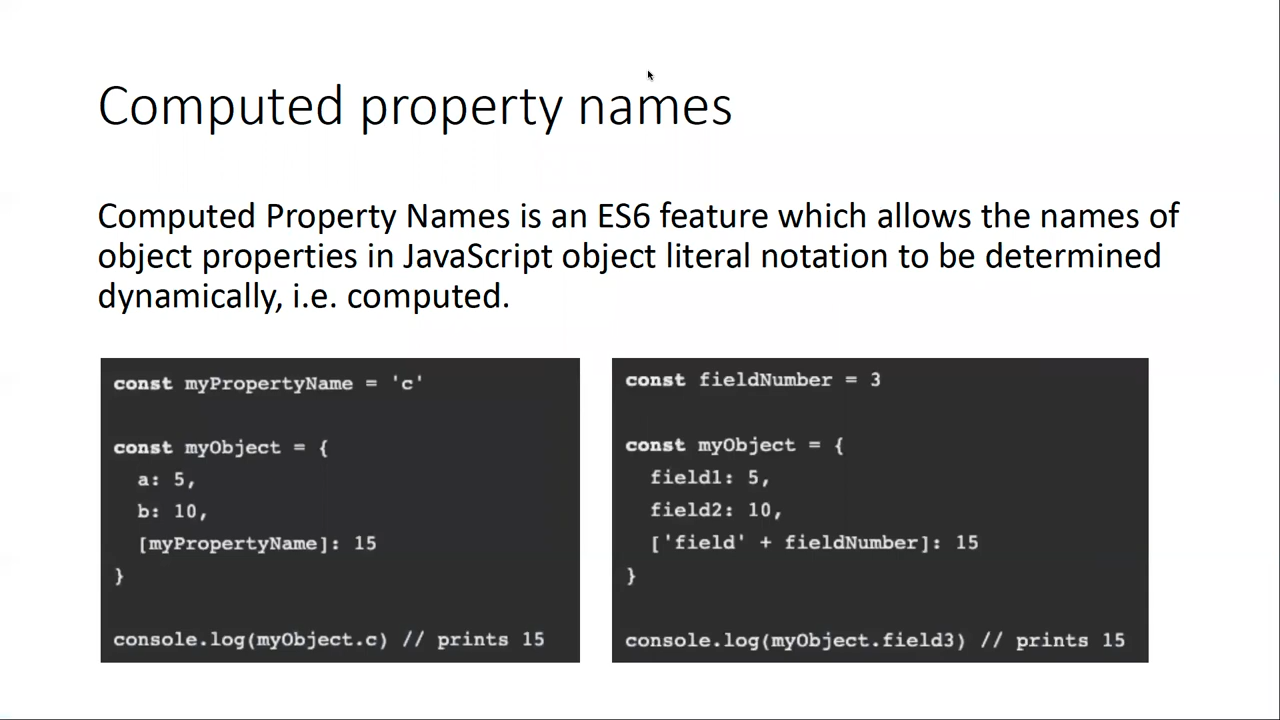 Computed property names
Computed Property Names is an ES6 feature which allows the names of
object properties in JavaScript object literal notation to be determined
dynamically, i.e. computed.
const myPropertyName = 'c'
const myObject = {
a: 5,
b: 10,
[myPropertyName]: 15
}
console.log(myObject.c) // prints 15
const fieldNumber = 3
const myObject = {
field1: 5,
field2: 10,
['field' + fieldNumber]: 15
}
console.log(myObject.field3) // prints 15